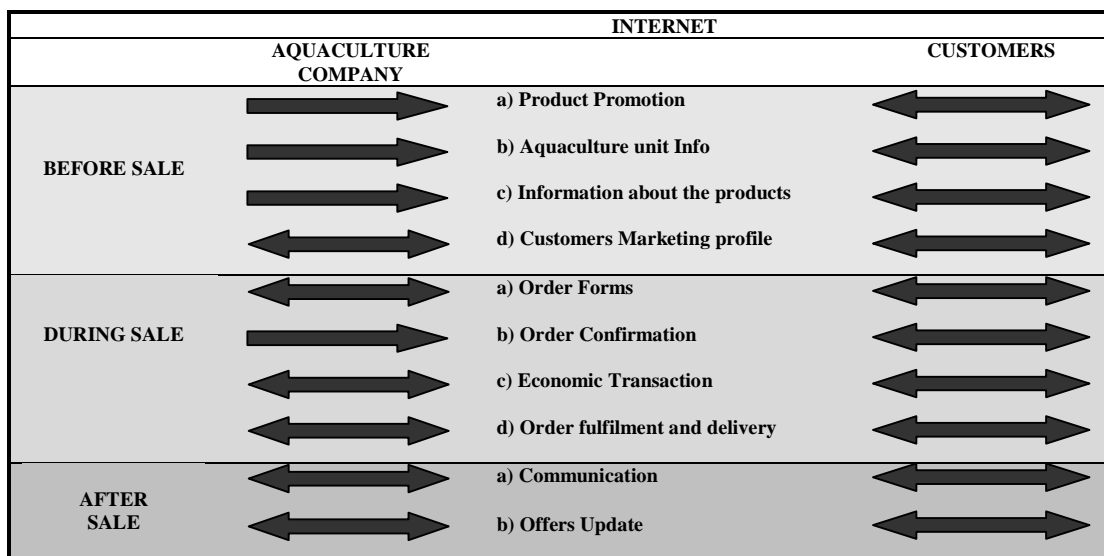 INTERNET
AQUACULTURE
COMPANY
CUSTOMERS
BEFORE SALE
a) Product Promotion
b) Aquaculture unit Info
c) Information about the products
d) Customers Marketing profile
DURING SALE
a) Order Forms
b) Order Confirmation
c) Economic Transaction
d) Order fulfilment and delivery
AFTER
SALE
a) Communication
b) Offers Update